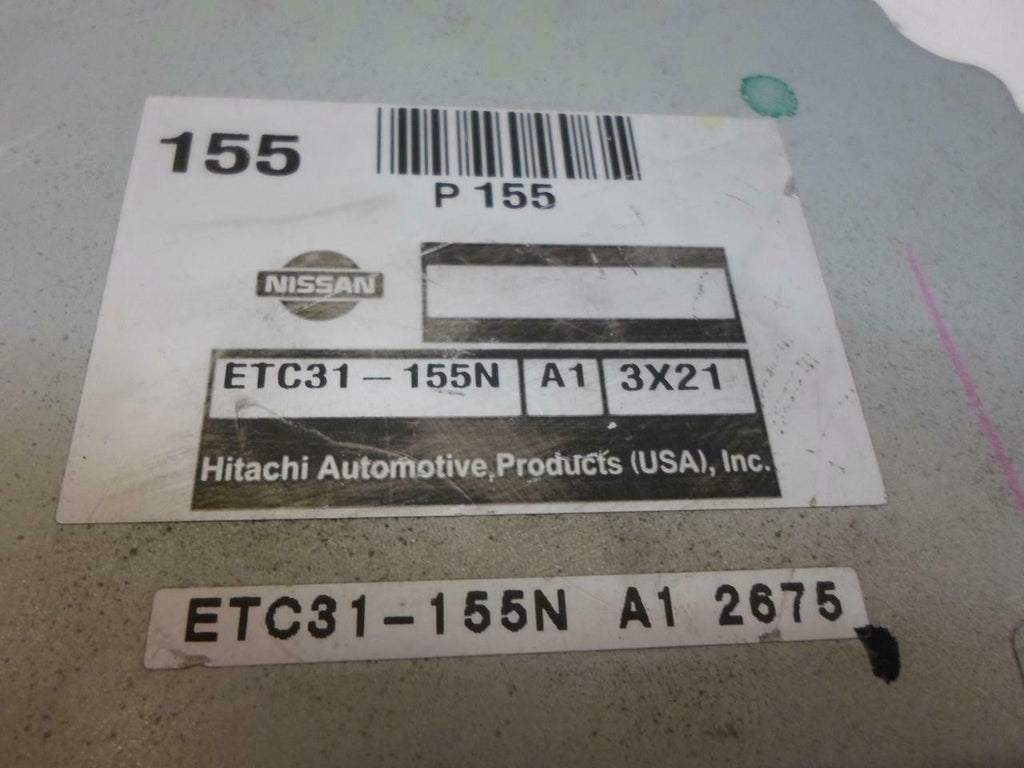 155
P 155
NISSAN
ETC31-155N A1 3X21
Hitachi Automotive Products (USA), Inc.
ETC31-155N A1 2675